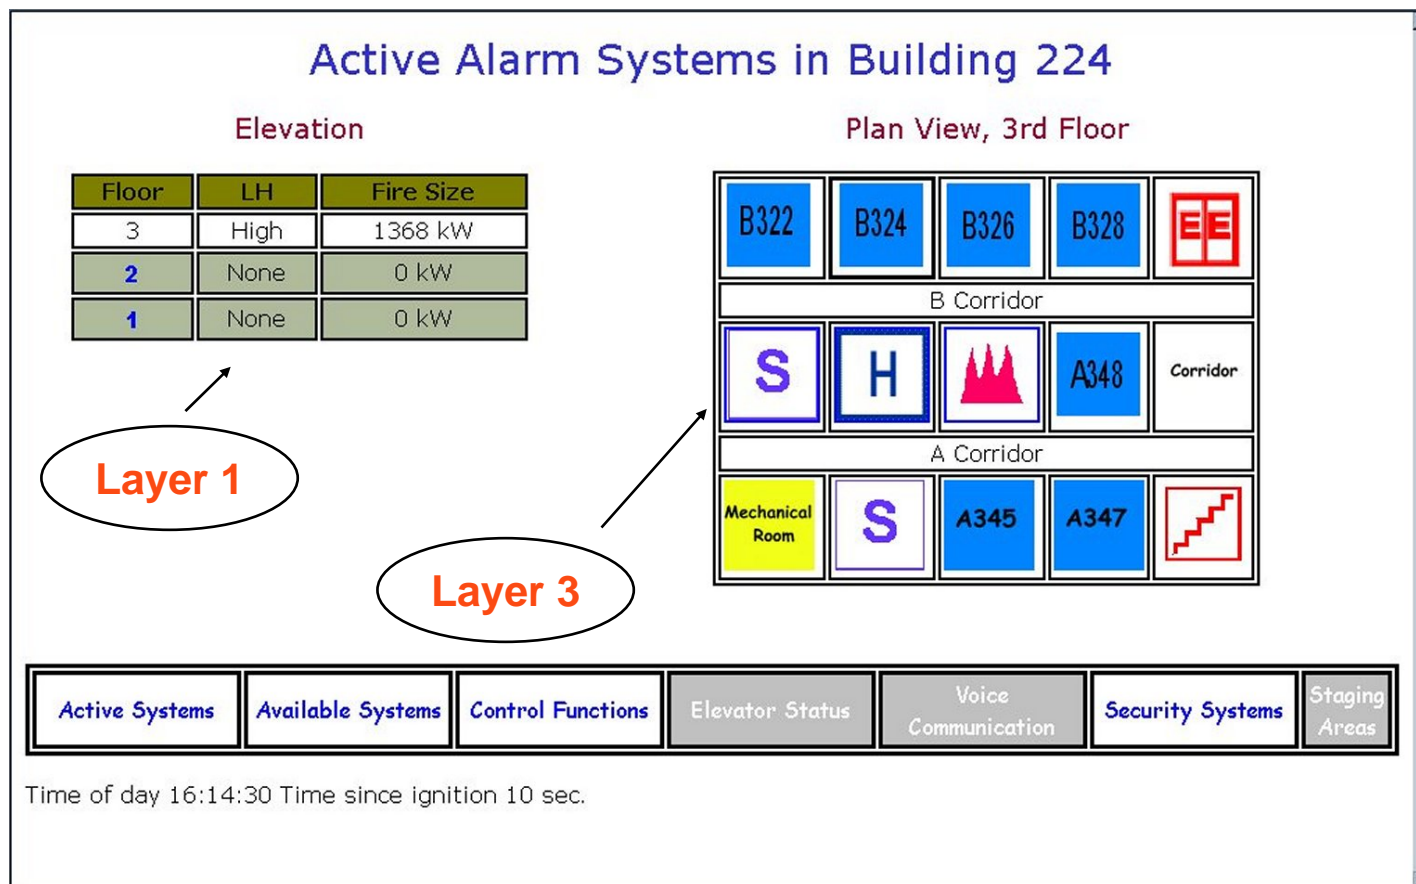 Active Alarm Systems in Building 224
Elevation
Plan View, 3rd Floor
Floor LH Fire Size
3 High 1368 kW
2 None 0 kW
1 None 0 kW
Layer 1
B322 B324 B326 B328 E E
B Corridor
S H A348 Corridor
A Corridor
Mechanical
Room
S A345 A347
Layer 3
Active Systems
Available Systems
Control Functions
Elevator Status
Voice
Communication
Security Systems
Staging
Areas
Time of day 16:14:30 Time since ignition 10 sec.